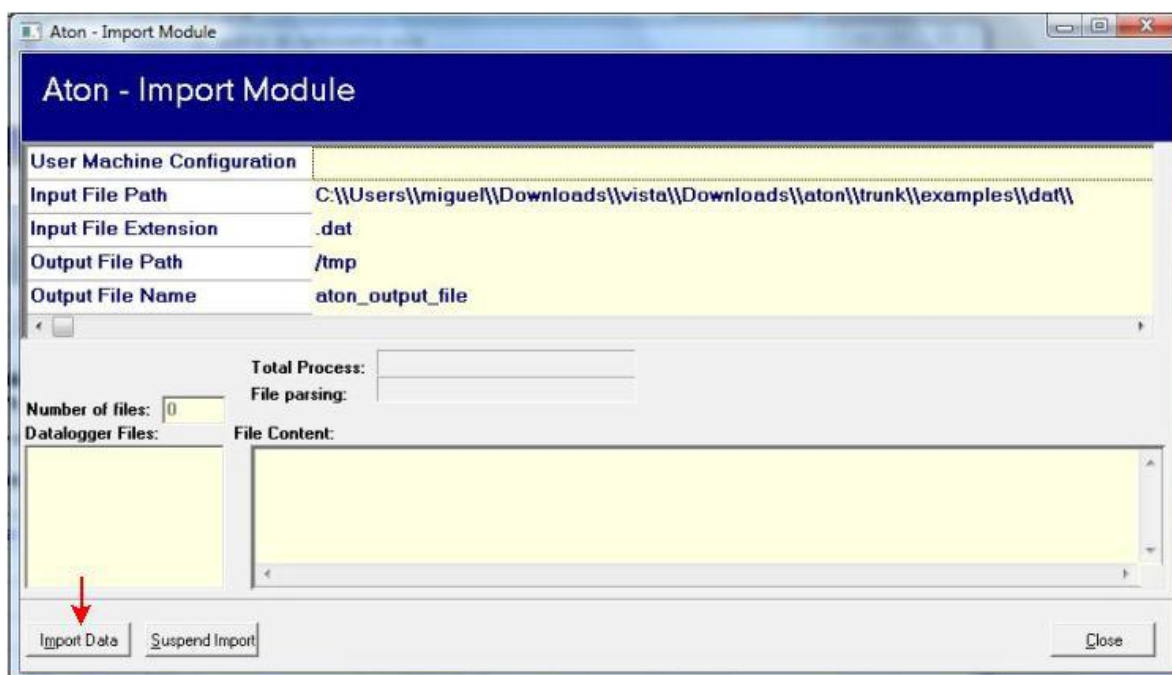 Aton - Import Module
Aton - Import Module
User Machine Configuration
Input File Path C:\\Users\\miguel\\Downloads\\vista\\Downloads\\aton\\trunk\\examples\\dat\\
Input File Extension .dat
Output File Path /tmp
Output File Name aton_output_file
Total Process:
File parsing:
Number of files: 0
Datalogger Files: File Content:
Import Data Suspend Import Close